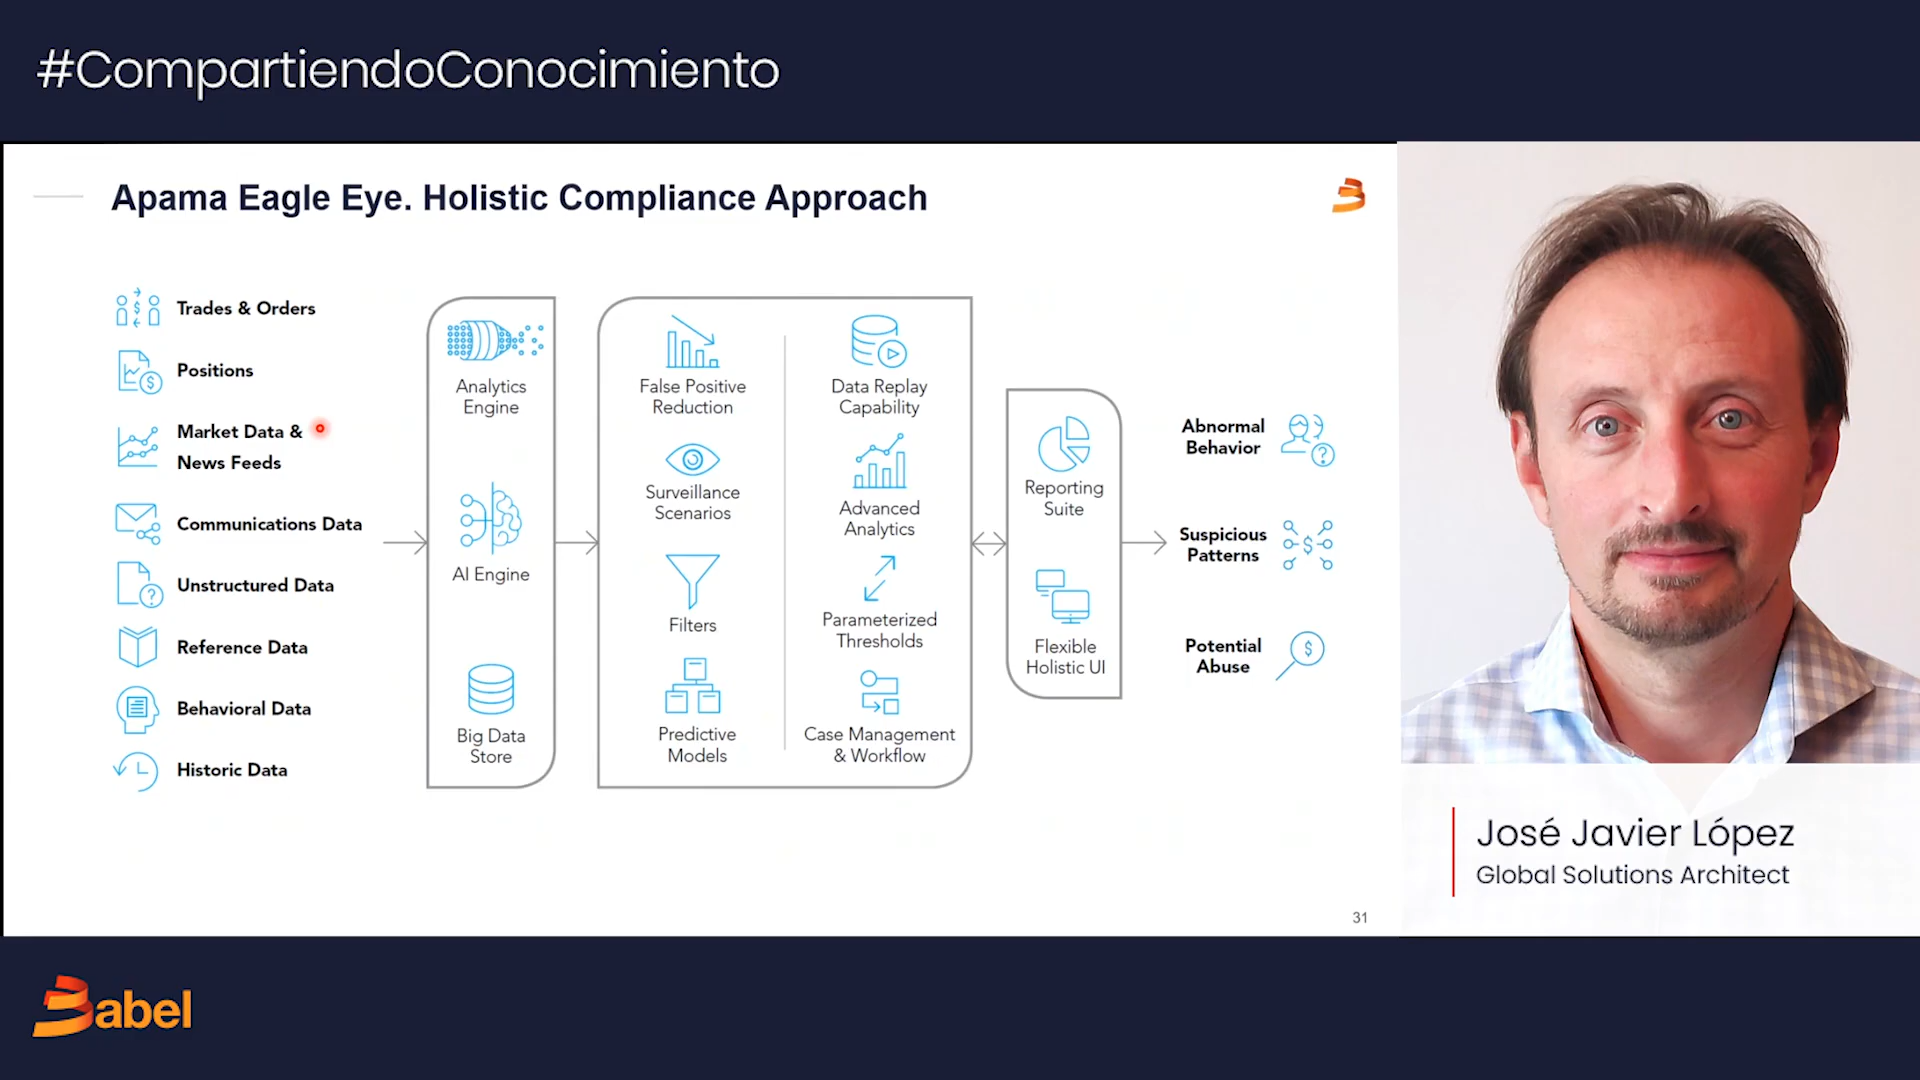 #CompartiendoConocimiento
Apama Eagle Eye. Holistic Compliance Approach
Trades & Orders
Positions
Market Data &
News Feeds
Communications Data
Unstructured Data
Reference Data
Behavioral Data
Historic Data
Analytics
Engine
AI Engine
Big Data
Store
False Positive
Reduction
Surveillance
Scenarios
Filters
Predictive
Models
Data Replay
Capability
Advanced
Analytics
Parameterized
Thresholds
Case Management
& Workflow
Reporting
Suite
Flexible
Holistic UI
Abnormal
Behavior
Suspicious
Patterns
Potential
Abuse
31
José Javier López
Global Solutions Architect
Babel